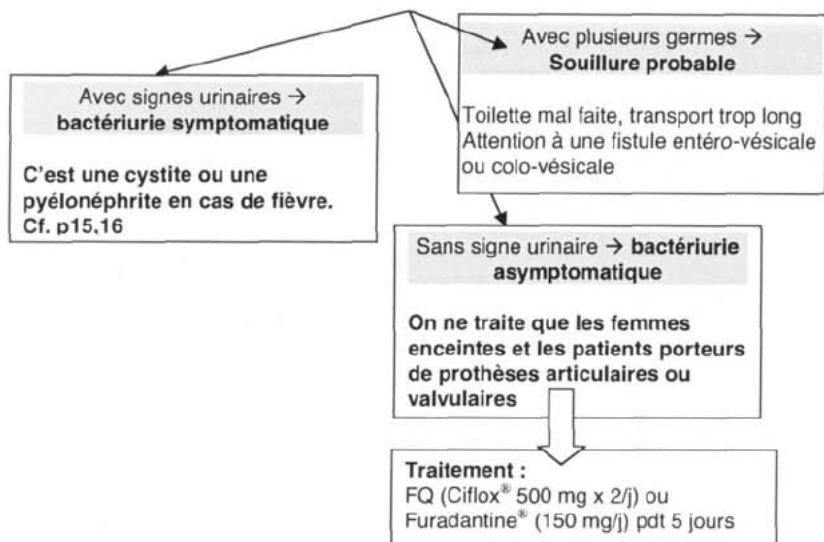 Avec plusieurs germes →
Souillure probable
Toilette mal faite, transport trop long
Attention à une fistule entéro-vésicale
ou colo-vésicale
Avec signes urinaires →
bactériurie symptomatique
C'est une cystite ou une
pyélonéphrite en cas de fièvre.
Cf. p15,16
Sans signe urinaire → bactériurie
asymptomatique
On ne traite que les femmes
enceintes et les patients porteurs
de prothèses articulaires ou
valvulaires
Traitement :
FQ (Ciflox® 500 mg x 2/j) ou
Furadantine® (150 mg/j) pdt 5 jours